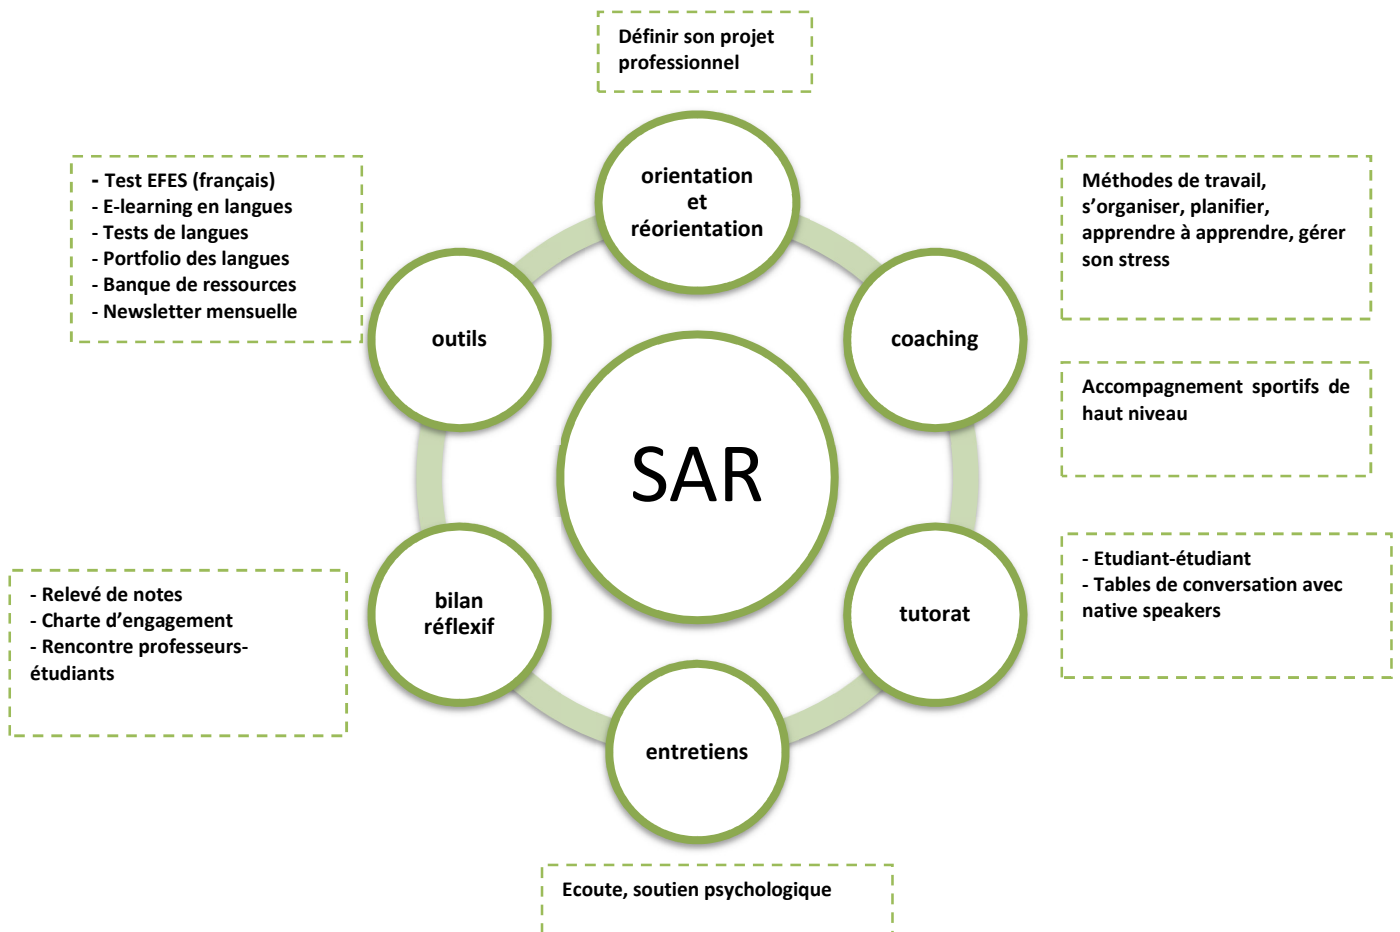 Définir son projet
professionnel
orientation
et
réorientation
- Test EFES (français)
- E-learning en langues
- Tests de langues
- Portfolio des langues
- Banque de ressources
- Newsletter mensuelle
Méthodes de travail,
s’organiser, planifier,
apprendre à apprendre, gérer
son stress
outils
coaching
Accompagnement sportifs de
haut niveau
SAR
- Relevé de notes
- Charte d’engagement
- Rencontre professeurs-
étudiants
bilan
réflexif
tutorat
- Etudiant-étudiant
- Tables de conversation avec
native speakers
entretiens
Ecoute, soutien psychologique